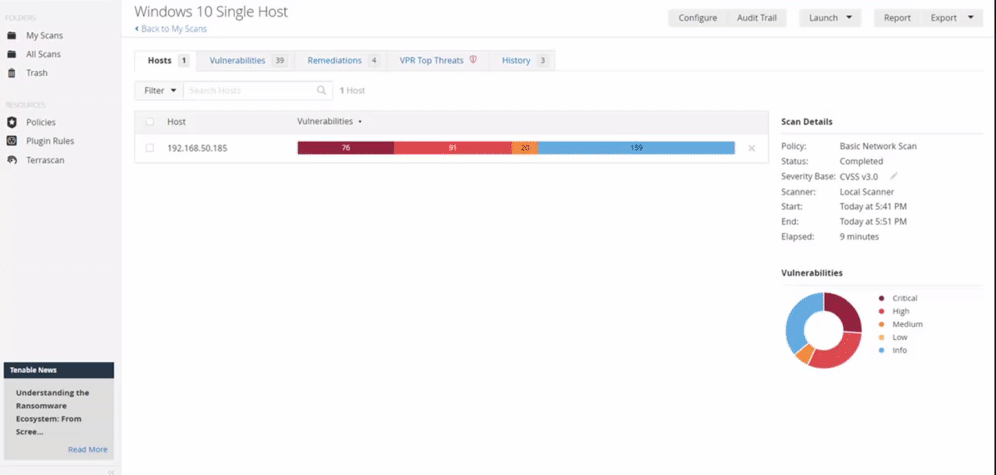 Windows 10 Single Host
Back to My Scans
Configure Audit Trail Launch Report Export
FOLDERS
My Scans
All Scans
Trash
RESOURCES
Policies
Plugin Rules
Terrascan
Hosts 1 Vulnerabilities 39 Remediations 4 VPR Top Threats History 3
Filter Search Hosts 1 Host
Host Vulnerabilities
192.168.50.185 76 91 20 159
Scan Details
Policy: Basic Network Scan
Status: Completed
Severity Base: CVSS v3.0
Scanner: Local Scanner
Start: Today at 5:41 PM
End: Today at 5:51 PM
Elapsed: 9 minutes
Vulnerabilities
Critical
High
Medium
Low
Info
Tenable News
Understanding the
Ransomware
Ecosystem: From
Scree...
Read More